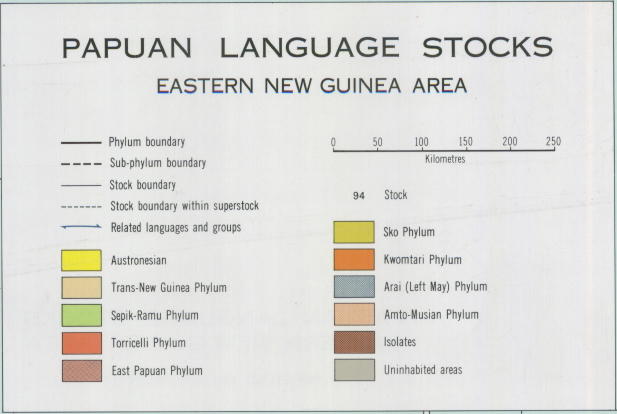 PAPUAN LANGUAGE STOCKS
EASTERN NEW GUINEA AREA
Phylum boundary
Sub-phylum boundary
Stock boundary
Stock boundary within superstock
Related languages and groups
Austronesian
Trans-New Guinea Phylum
Sepik-Ramu Phylum
Torricelli Phylum
East Papuan Phylum
0 50 100 150 200 250
Kilometres
94 Stock
Sko Phylum
Kwomtari Phylum
Arai (Left May) Phylum
Amto-Musian Phylum
Isolates
Uninhabited areas